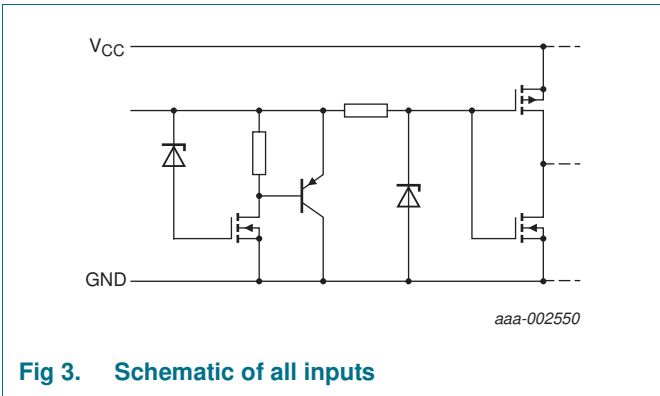 VCC
GND
aaa-002550
Fig 3. Schematic of all inputs